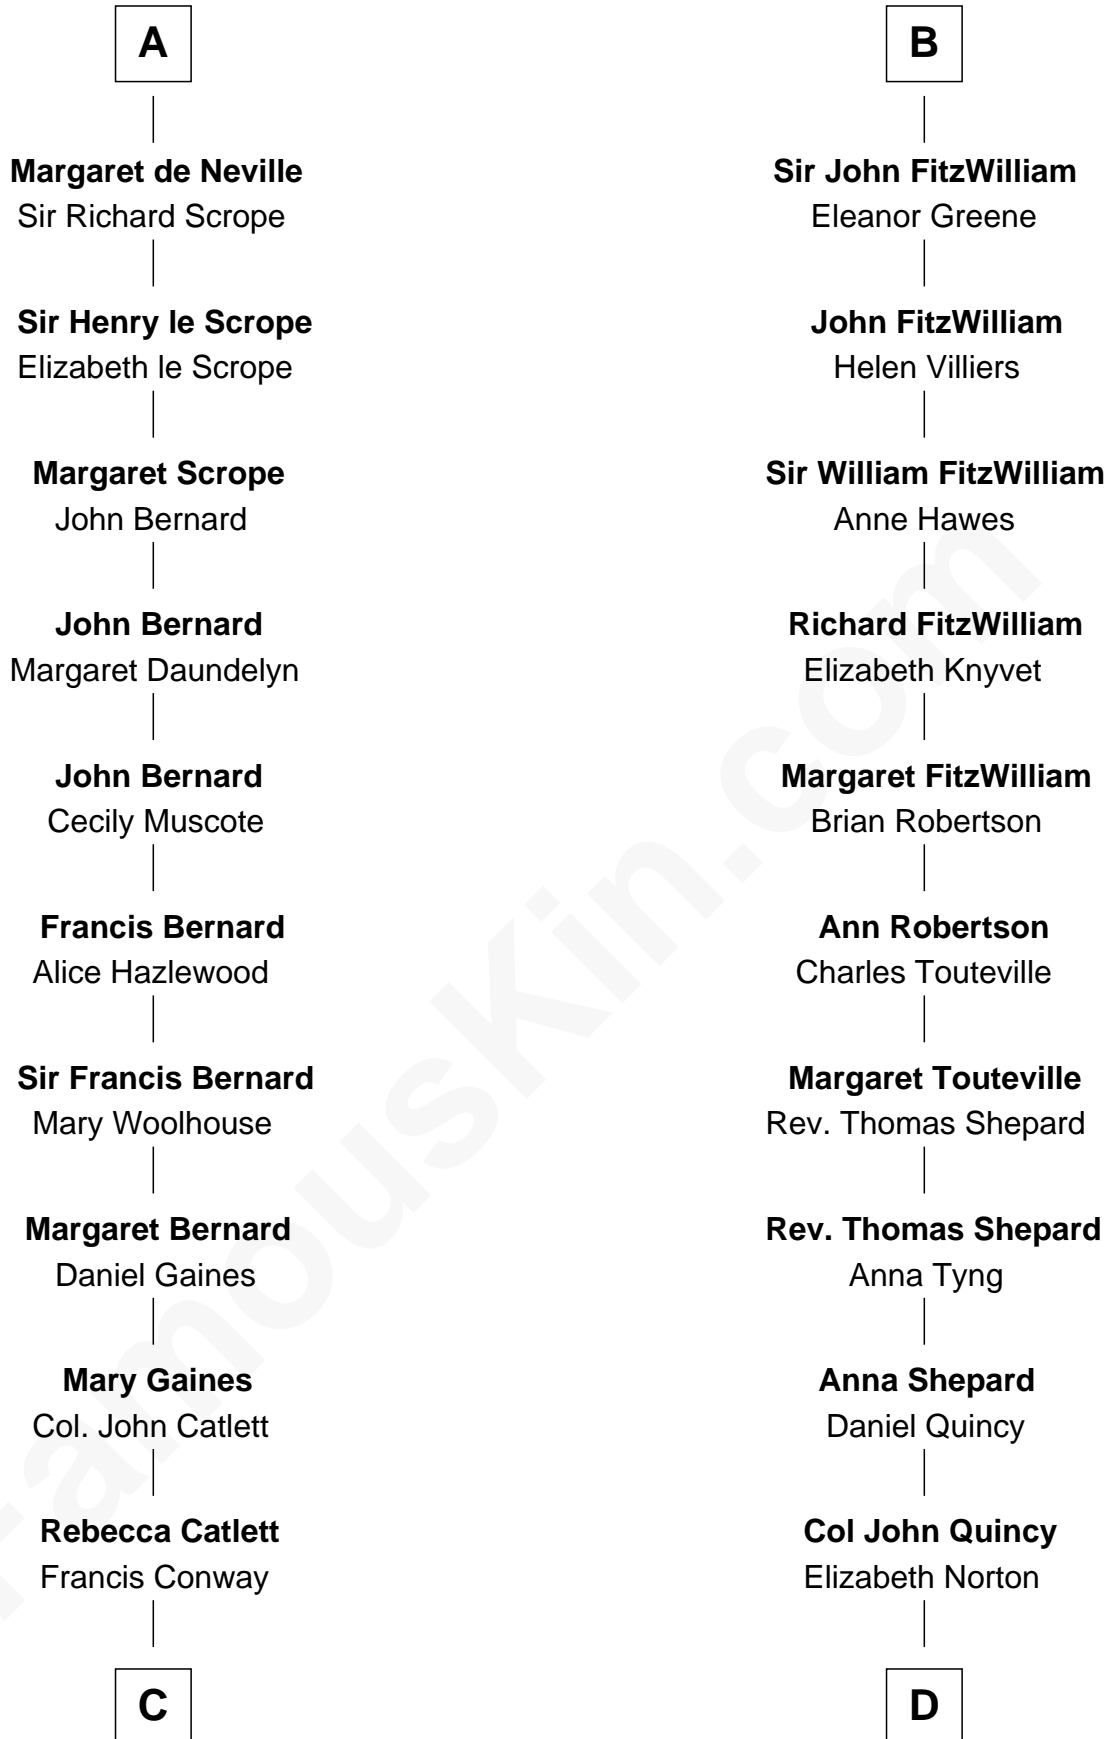 A
Margaret de Neville
Sir Richard Scrope
Sir Henry le Scrope
Elizabeth le Scrope
Margaret Scrope
John Bernard
John Bernard
Margaret Daundelyn
John Bernard
Cecily Muscote
Francis Bernard
Alice Hazlewood
Sir Francis Bernard
Mary Woolhouse
Margaret Bernard
Daniel Gaines
Mary Gaines
Col. John Catlett
Rebecca Catlett
Francis Conway
C
B
Sir John FitzWilliam
Eleanor Greene
John FitzWilliam
Helen Villiers
Sir William FitzWilliam
Anne Hawes
Richard FitzWilliam
Elizabeth Knyvet
Margaret FitzWilliam
Brian Robertson
Ann Robertson
Charles Touteville
Margaret Touteville
Rev. Thomas Shepard
Rev. Thomas Shepard
Anna Tyng
Anna Shepard
Daniel Quincy
Col John Quincy
Elizabeth Norton
D
FamousKin.com